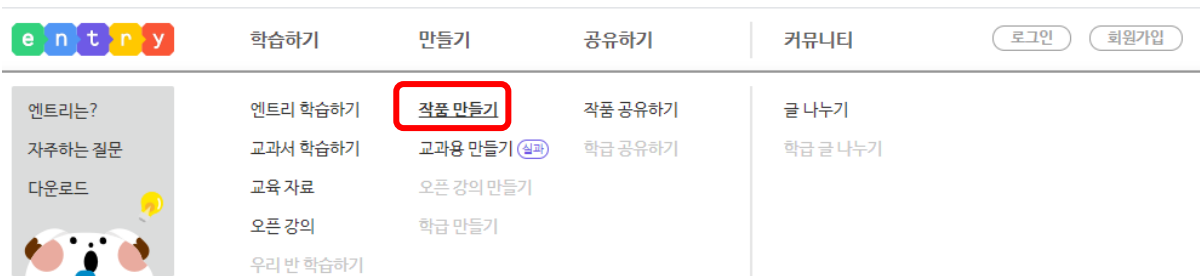 entry 학습하기 만들기 공유하기 커뮤니티 로그인 회원가입
엔트리는? 엔트리 학습하기 작품 만들기 작품 공유하기 글 나누기
자주하는 질문 교과서 학습하기 교과용 만들기 실과 학급 공유하기 학급 글 나누기
다운로드 교육 자료 오픈 강의 만들기
오픈 강의 학급 만들기
우리 반 학습하기